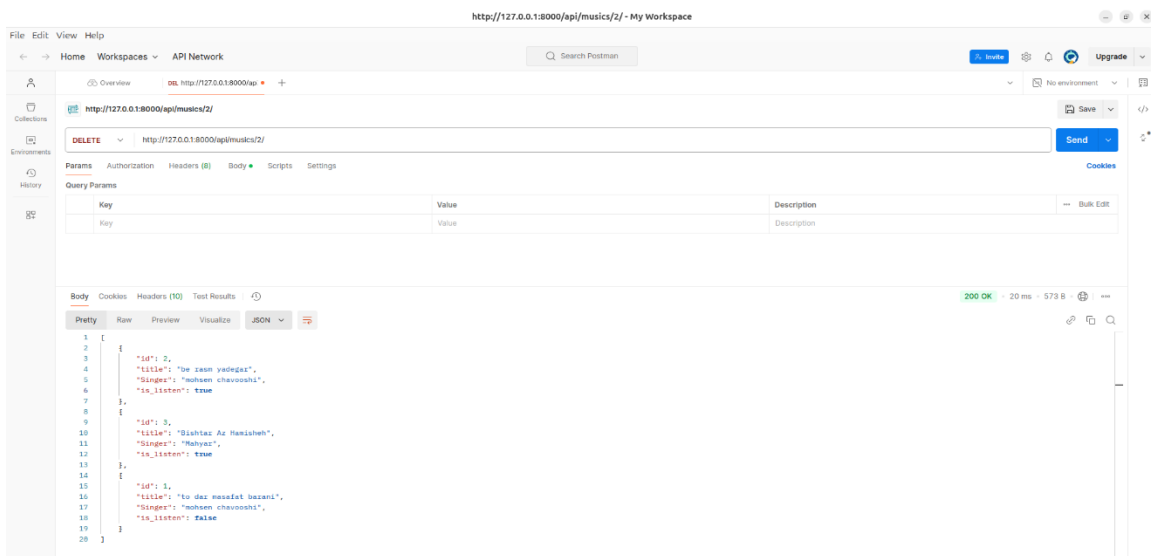 http://127.0.0.1:8000/api/musics/2/ - My Workspace
File Edit View Help
Home Workspaces API Network Search Postman Invite Upgrade
Overview DEL http://127.0.0.1:8000/api No environment
http://127.0.0.1:8000/api/musics/2/ Save
Collections
DELETE http://127.0.0.1:8000/api/musics/2/ Send
Environments
Params Authorization Headers (8) Body Scripts Settings Cookies
History
Query Params
Key Value Description Bulk Edit
Key Value Description
Body Cookies Headers (10) Test Results 200 OK 20 ms 573 B
Pretty Raw Preview Visualize JSON
1 [
2 {
3 "id": 2,
4 "title": "be rasm yadegar",
5 "Singer": "mohsen chavooshi",
6 "is_listen": true
7 },
8 {
9 "id": 3,
10 "title": "Bishtar Az Hamisheh",
11 "Singer": "Mahyar",
12 "is_listen": true
13 },
14 {
15 "id": 1,
16 "title": "to dar masafat barani",
17 "Singer": "mohsen chavooshi",
18 "is_listen": false
19 }
20 ]